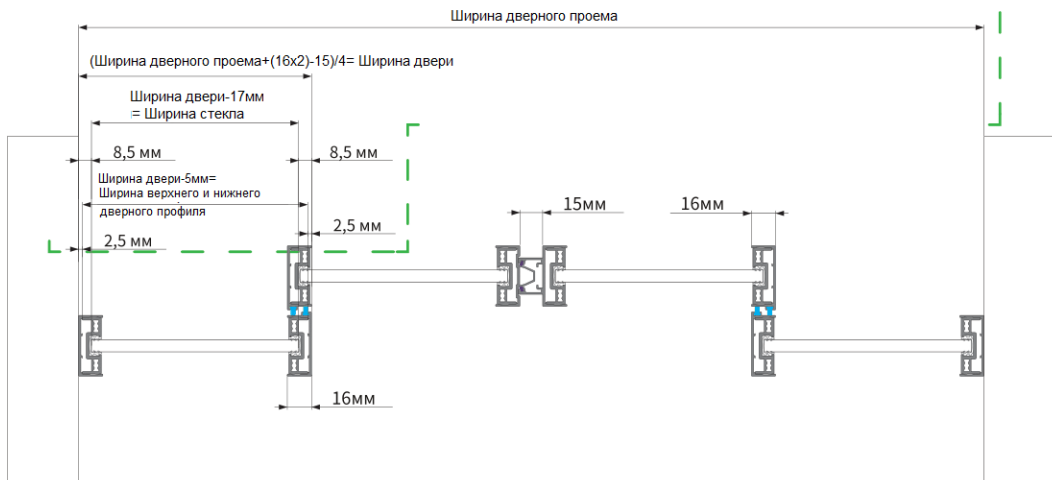 Ширина дверного проема
(Ширина дверного проема+(16х2)-15)/4= Ширина двери
Ширина двери-17мм
= Ширина стекла
8,5 мм
8,5 мм
Ширина двери-5мм=
Ширина верхнего и нижнего
дверного профиля
2,5 мм
2,5 мм
15мм
16мм
16мм